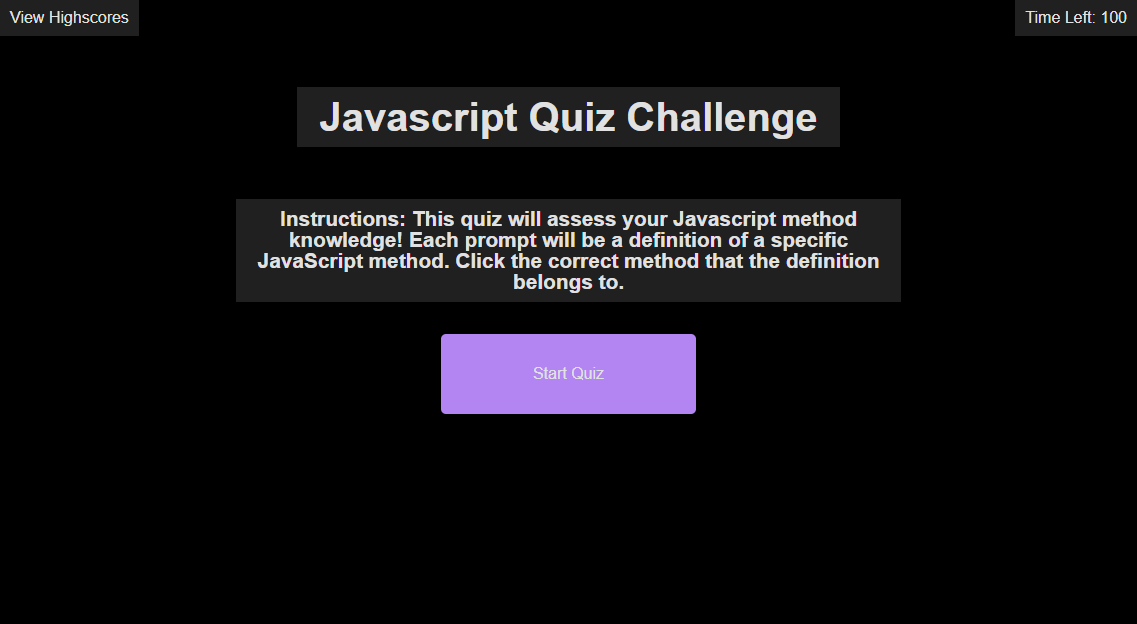 View Highscores
Time Left: 100
Javascript Quiz Challenge
Instructions: This quiz will assess your Javascript method
knowledge! Each prompt will be a definition of a specific
JavaScript method. Click the correct method that the definition
belongs to.
Start Quiz